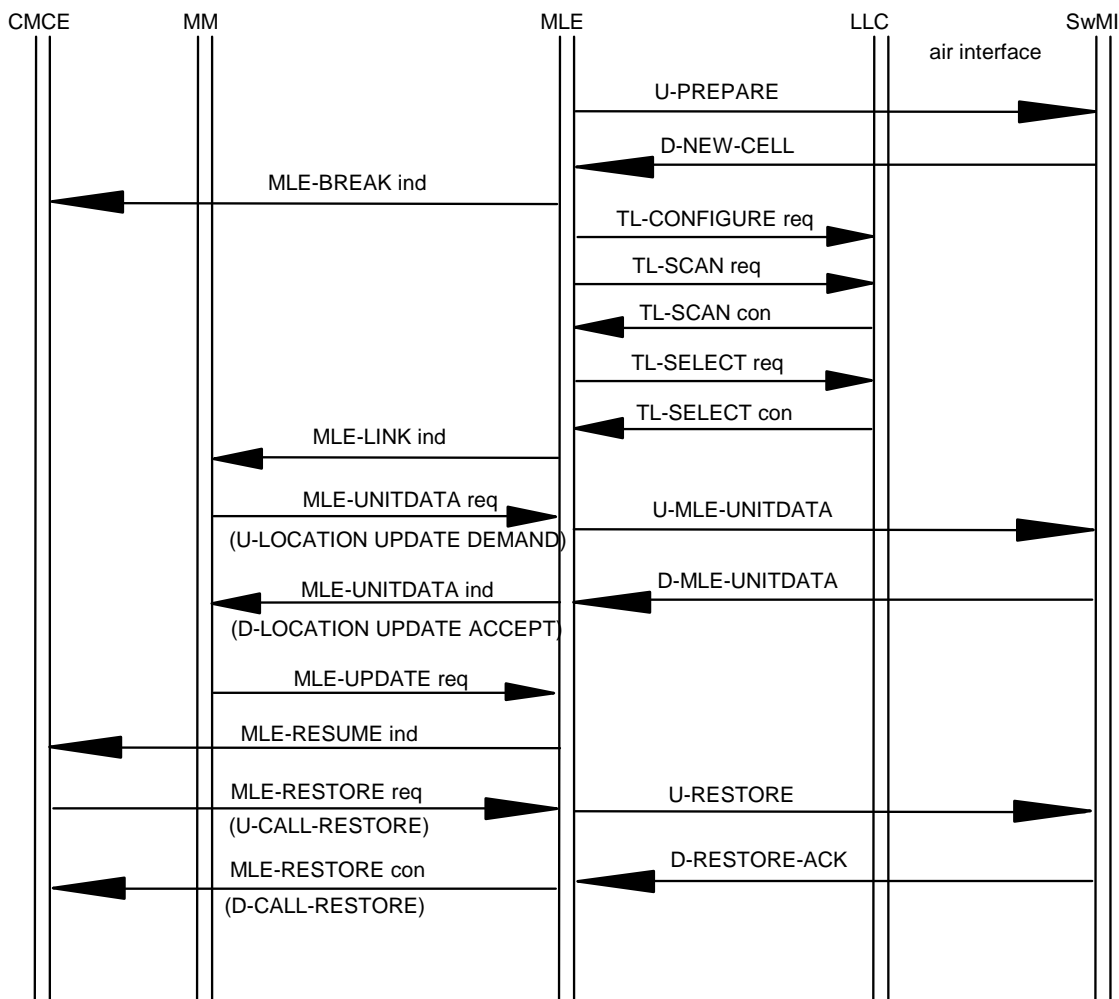 CMCE MM MLE LLC SwMI
air interface
U-PREPARE
D-NEW-CELL
MLE-BREAK ind
TL-CONFIGURE req
TL-SCAN req
TL-SCAN con
TL-SELECT req
TL-SELECT con
MLE-LINK ind
MLE-UNITDATA req
U-MLE-UNITDATA
(U-LOCATION UPDATE DEMAND)
D-MLE-UNITDATA
MLE-UNITDATA ind
(D-LOCATION UPDATE ACCEPT)
MLE-UPDATE req
MLE-RESUME ind
MLE-RESTORE req
U-RESTORE
(U-CALL-RESTORE)
D-RESTORE-ACK
MLE-RESTORE con
(D-CALL-RESTORE)